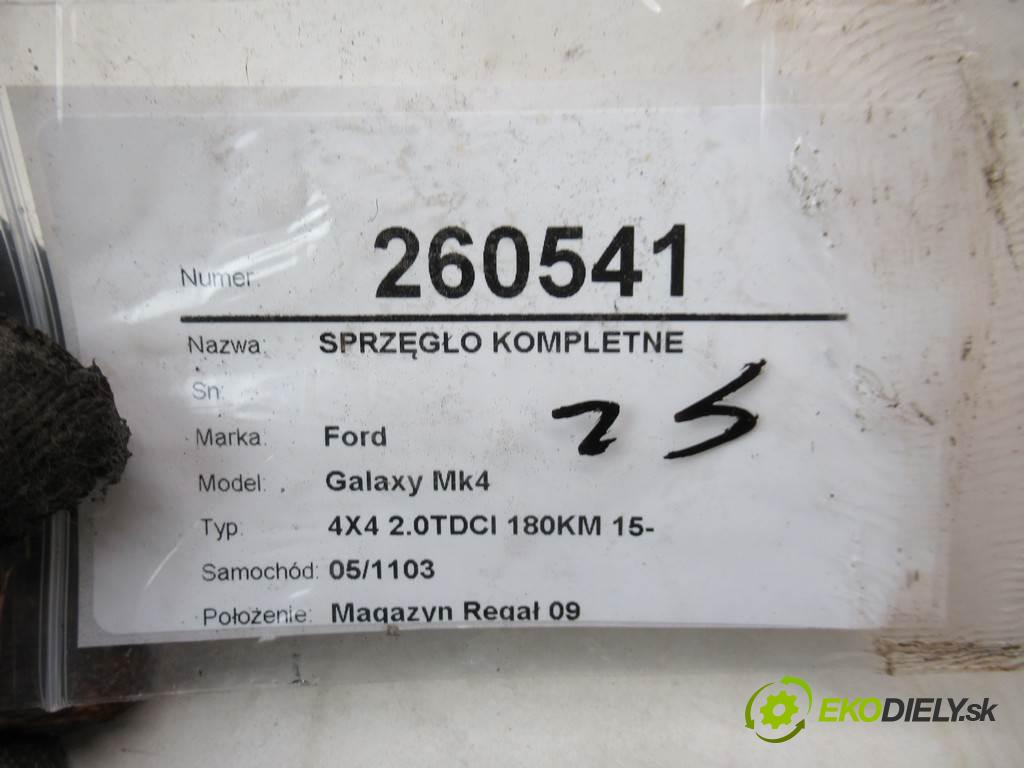 Numer: 260541
Nazwa: SPRZĘGŁO KOMPLETNE
Sn:
Marka: Ford
Model: Galaxy Mk4
Typ: 4X4 2.0TDCI 180KM 15-
Samochód: 05/1103
Położenie: Magazyn Regał 09
25
EKODIELY.sk